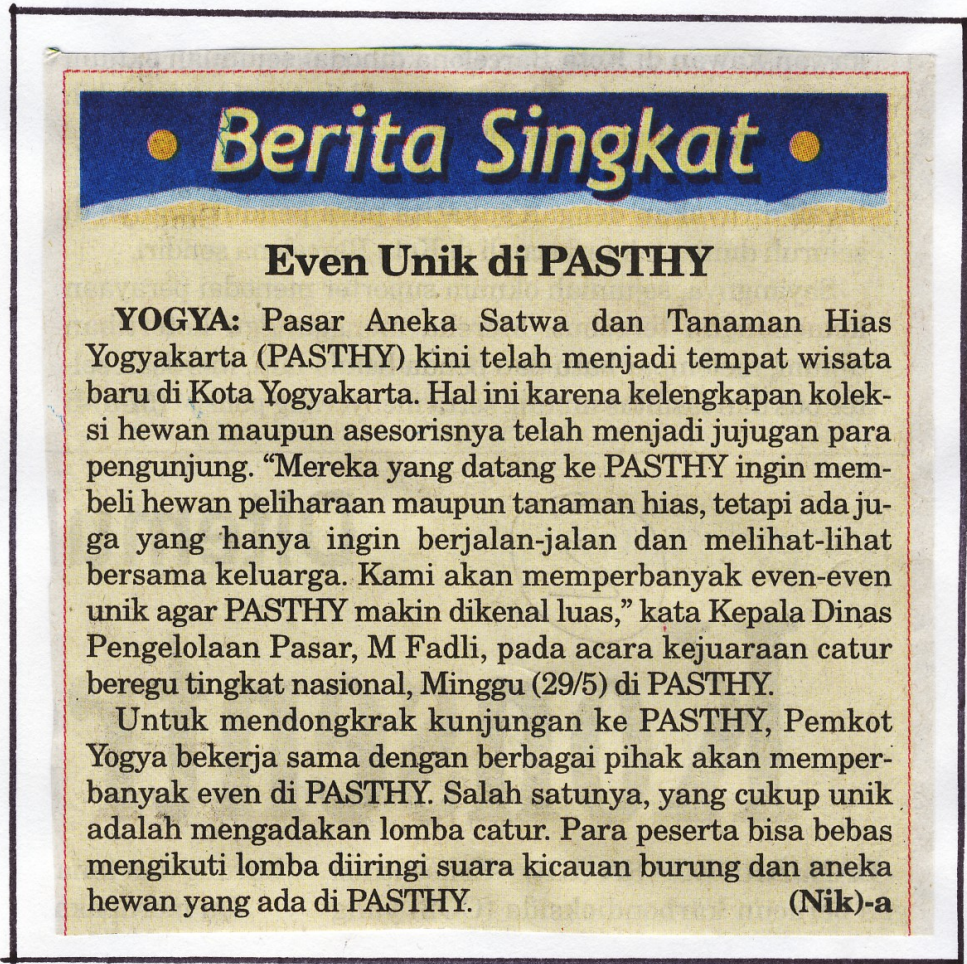 Berita Singkat
Even Unik di PASTHY
YOGYA: Pasar Aneka Satwa dan Tanaman Hias
Yogyakarta (PASTHY) kini telah menjadi tempat wisata
baru di Kota Yogyakarta. Hal ini karena kelengkapan kolek-
si hewan maupun asesorisnya telah menjadi jujugan para
pengunjung. “Mereka yang datang ke PASTHY ingin mem-
beli hewan peliharaan maupun tanaman hias, tetapi ada ju-
ga yang hanya ingin berjalan-jalan dan melihat-lihat
bersama keluarga. Kami akan memperbanyak even-even
unik agar PASTHY makin dikenal luas,” kata Kepala Dinas
Pengelolaan Pasar, M Fadli, pada acara kejuaraan catur
beregu tingkat nasional, Minggu (29/5) di PASTHY.
Untuk mendongkrak kunjungan ke PASTHY, Pemkot
Yogya bekerja sama dengan berbagai pihak akan memper-
banyak even di PASTHY. Salah satunya, yang cukup unik
adalah mengadakan lomba catur. Para peserta bisa bebas
mengikuti lomba diiringi suara kicauan burung dan aneka
hewan yang ada di PASTHY. (Nik)-a